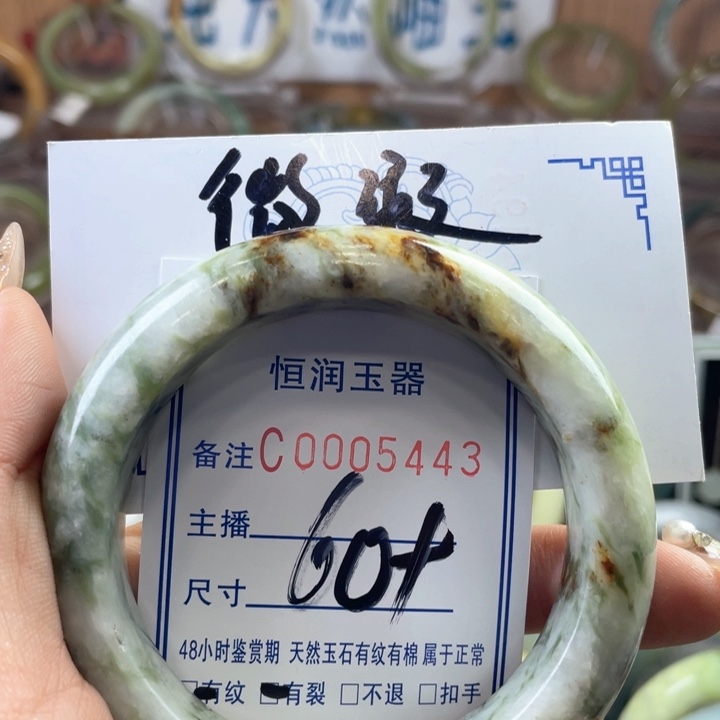 微瑕
恒润玉器
备注C0005443
主播
尺寸 60+
48小时鉴赏期 天然玉石有纹有棉 属于正常
□有纹 □有裂 □不退 □扣手